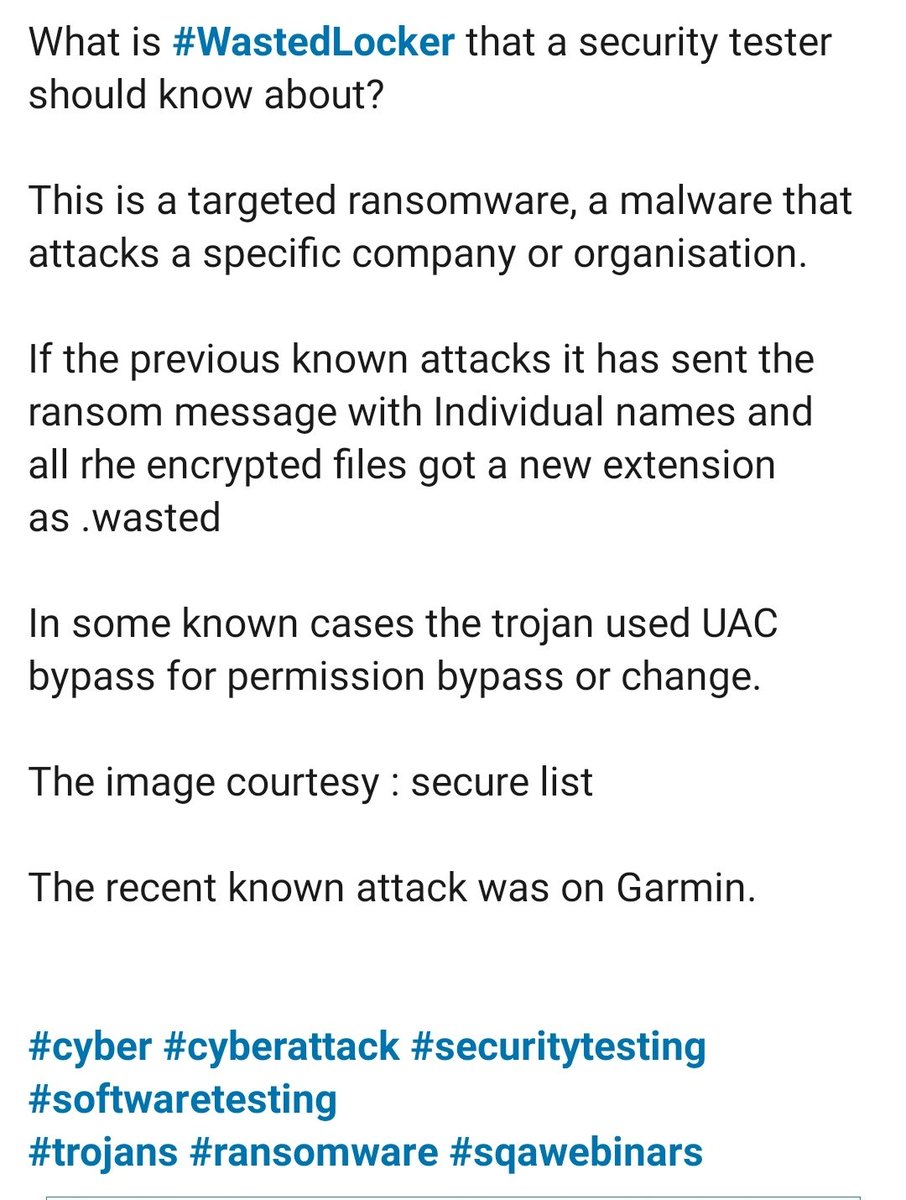 What is #WastedLocker that a security tester
should know about?
This is a targeted ransomware, a malware that
attacks a specific company or organisation.
If the previous known attacks it has sent the
ransom message with Individual names and
all rhe encrypted files got a new extension
as .wasted
In some known cases the trojan used UAC
bypass for permission bypass or change.
The image courtesy : secure list
The recent known attack was on Garmin.
#cyber #cyberattack #securitytesting
#softwaretesting
#trojans #ransomware #sqawebinars